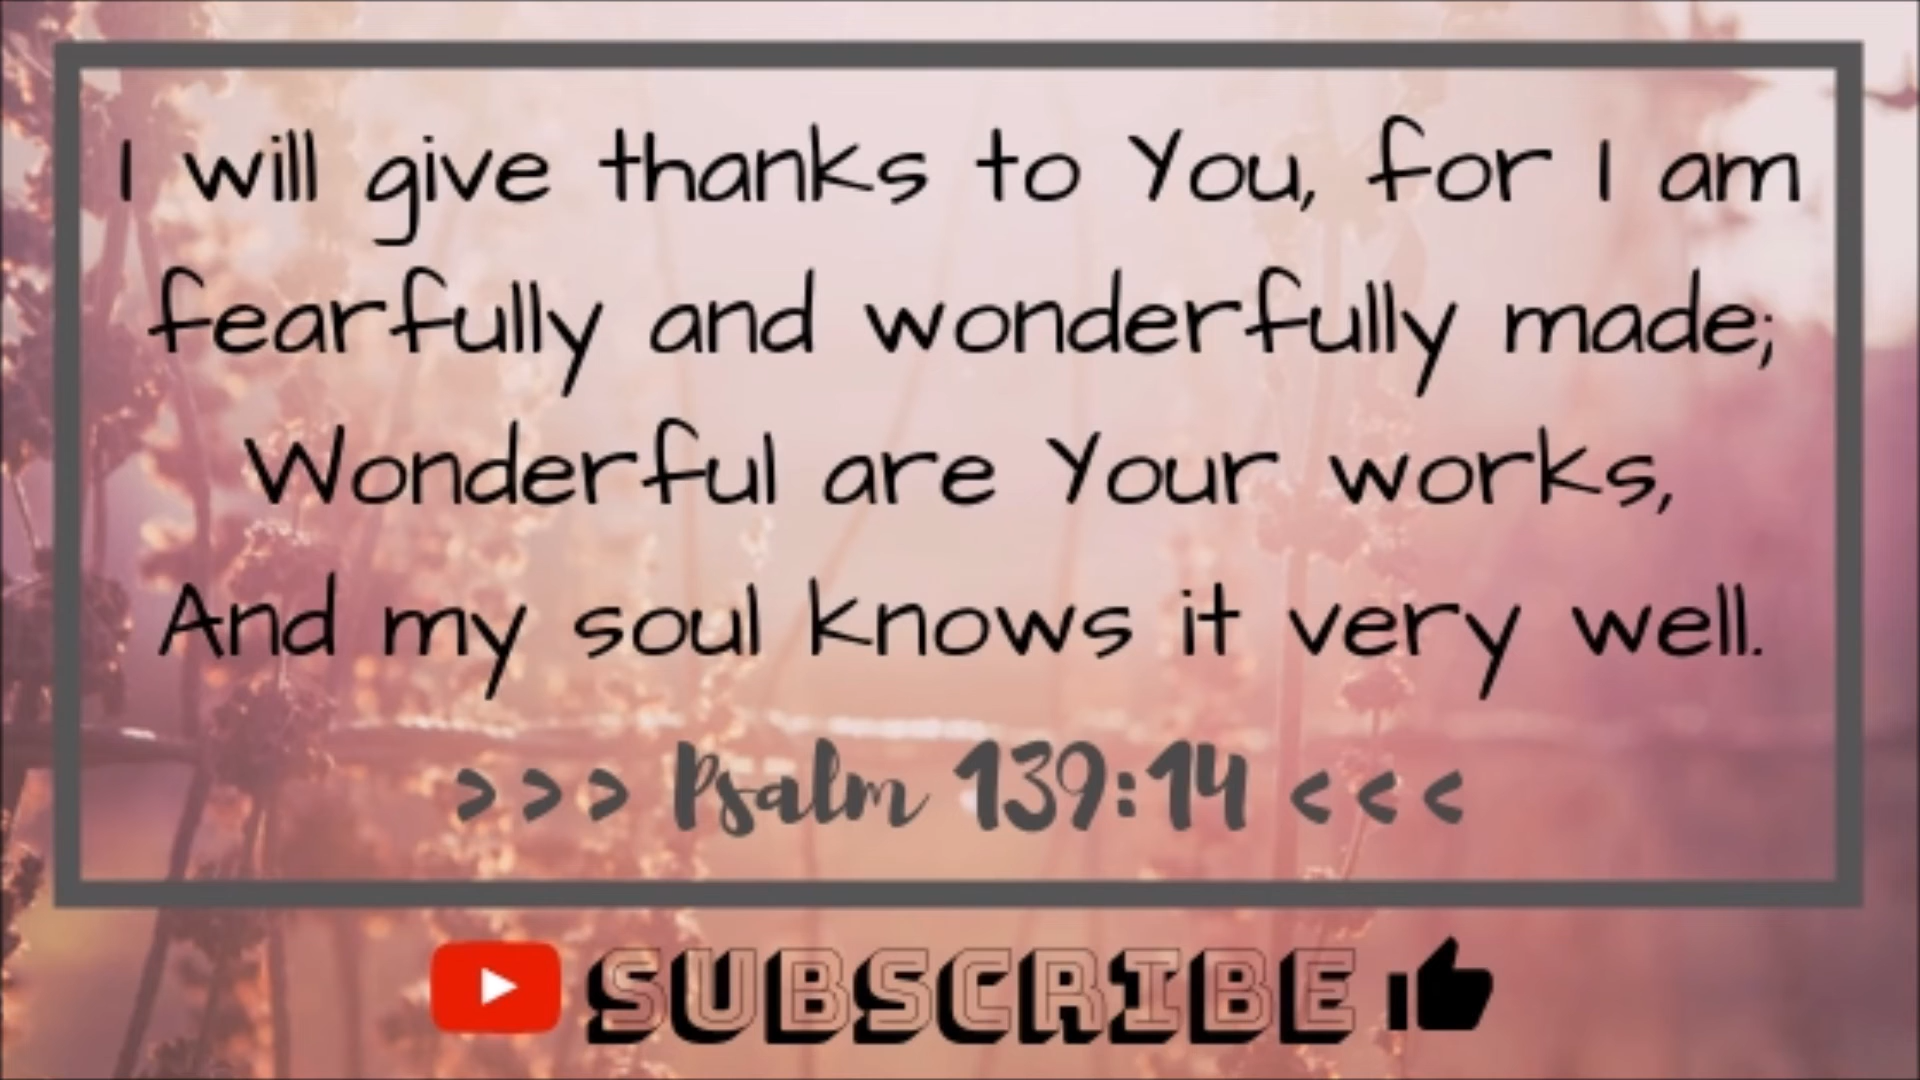 I will give thanks to You, for I am
fearfully and wonderfully made;
Wonderful are Your works,
And my soul knows it very well.
>>> Psalm 139:14 <<<
SUBSCRIBE